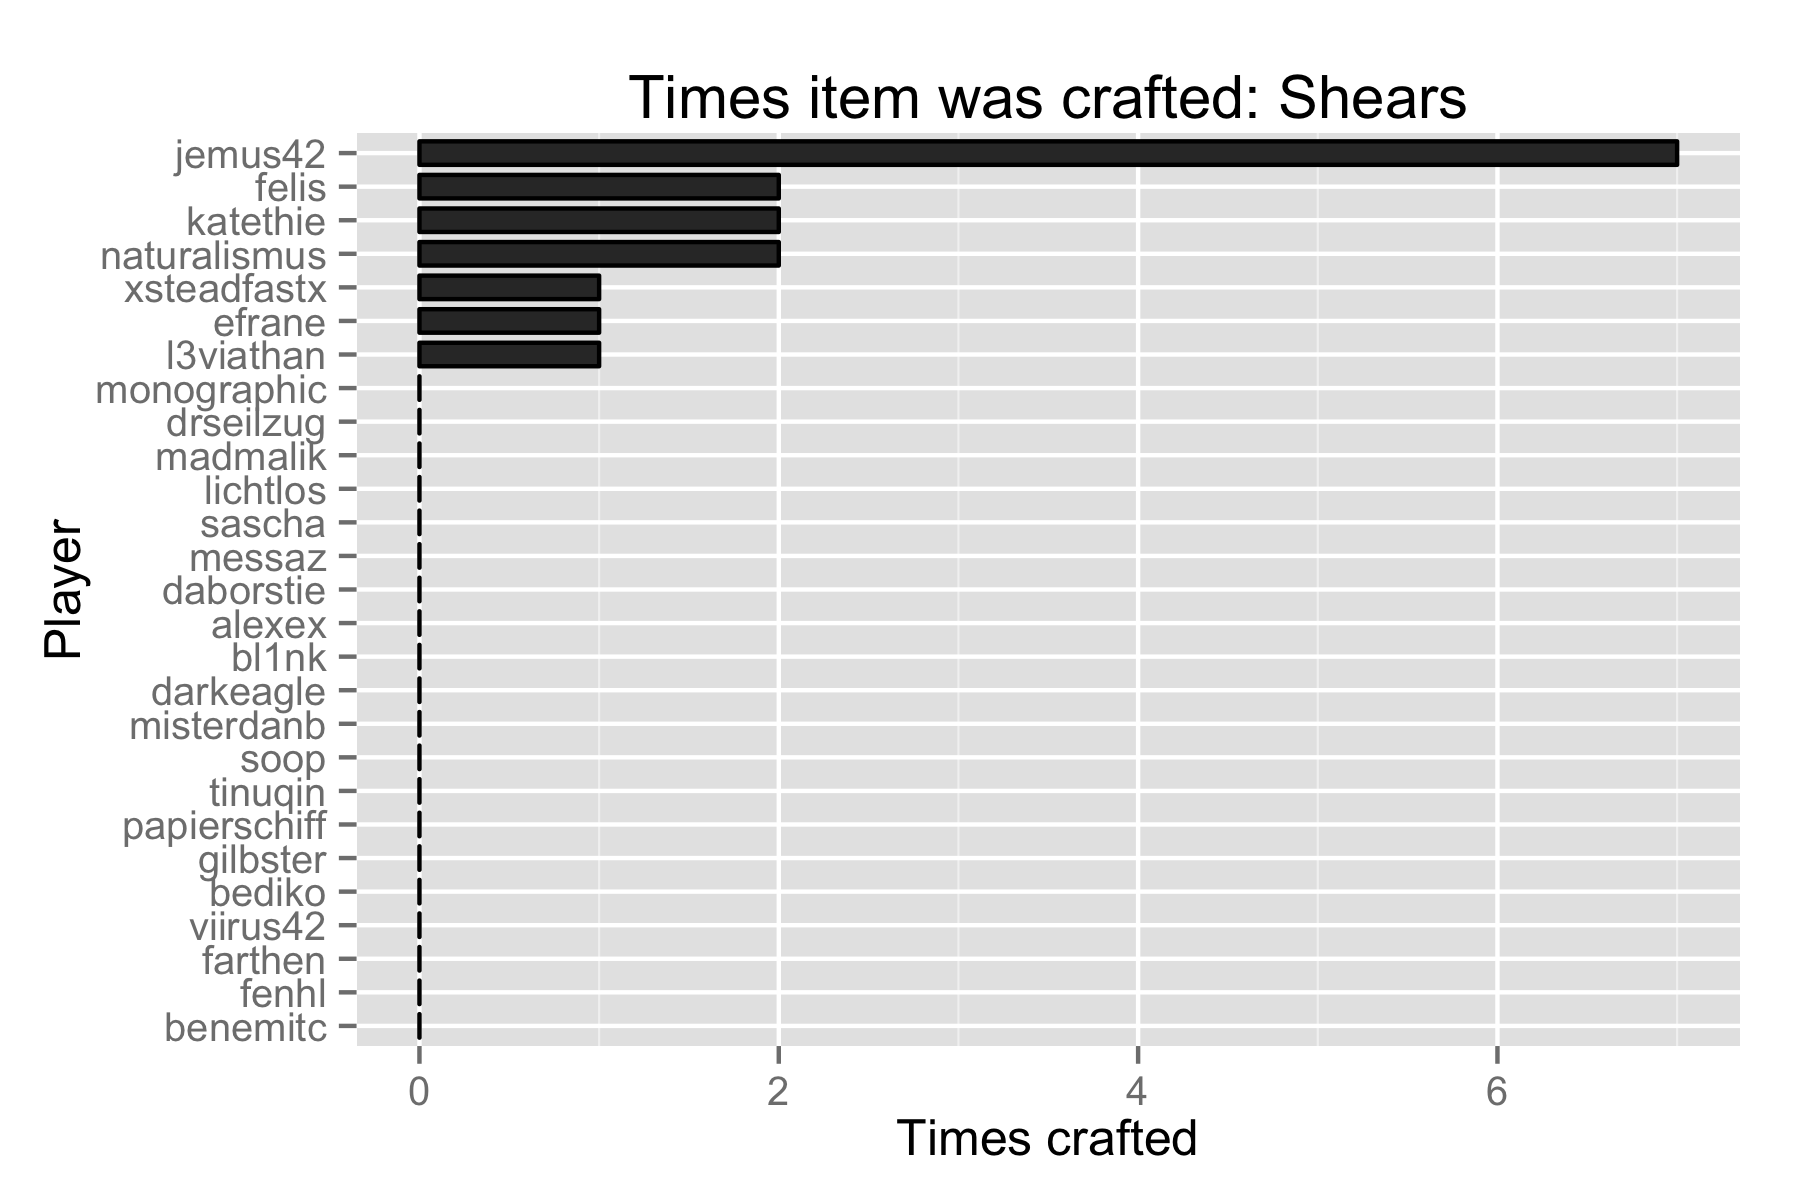 Times item was crafted: Shears
jemus42
felis
katethie
naturalismus
xsteadfastx
efrane
l3viathan
monographic
drseilzug
madmalik
lichtlos
sascha
messaz
daborstie
alexex
bl1nk
darkeagle
misterdanb
soop
tinuqin
papierschiff
gilbster
bediko
viirus42
farthen
fenhl
benemitc
Player
0 2 4 6
Times crafted